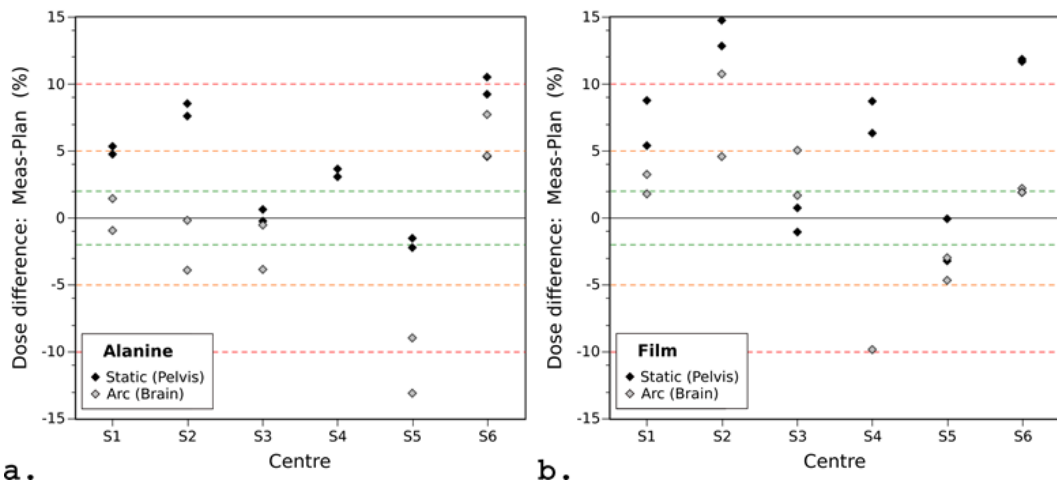 Dose difference: Meas-Plan (%)
15
10
5
0
-5
-10
-15
Alanine
Static (Pelvis)
Arc (Brain)
S1 S2 S3 S4 S5 S6
Centre
a.
Dose difference: Meas-Plan (%)
15
10
5
0
-5
-10
-15
Film
Static (Pelvis)
Arc (Brain)
S1 S2 S3 S4 S5 S6
Centre
b.